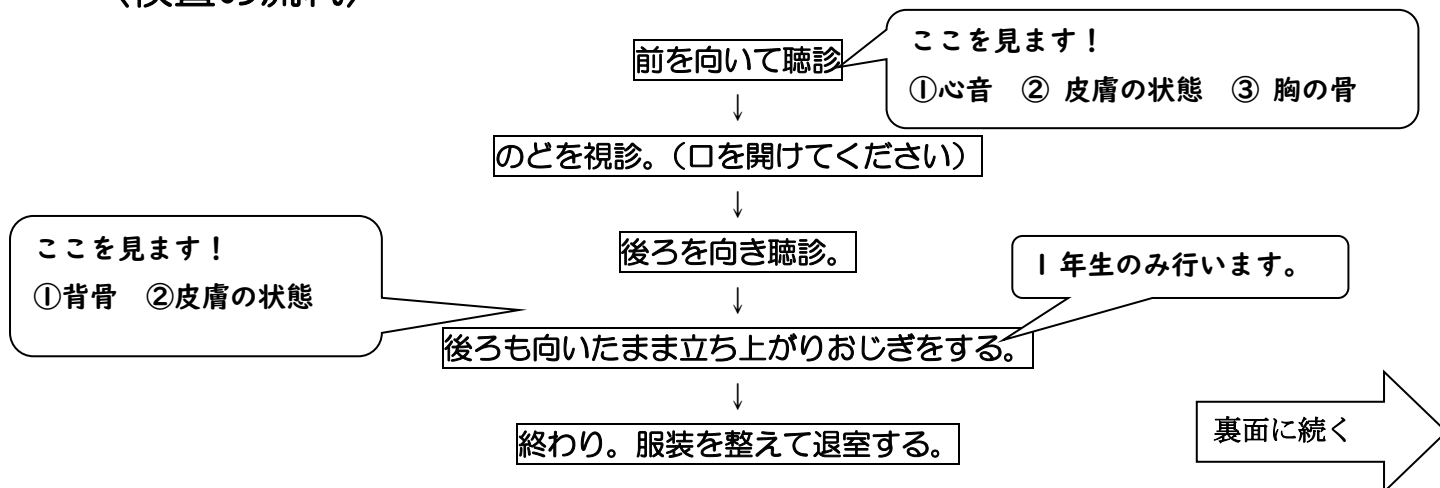 前を向いて聴診
ここを見ます！
①心音 ② 皮膚の状態 ③ 胸の骨
↓
のどを視診。（口を開けてください）
↓
後ろを向き聴診。
ここを見ます！
①背骨 ②皮膚の状態
１年生のみ行います。
↓
後ろも向いたまま立ち上がりおじぎをする。
↓
終わり。服装を整えて退室する。
裏面に続く